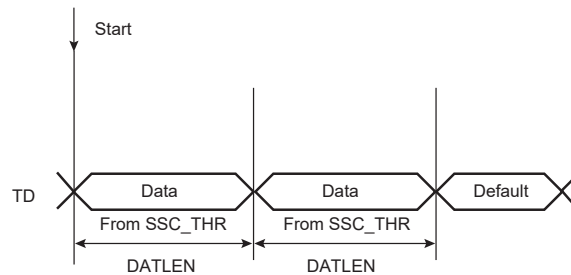 Start
TD Data Data Default
From SSC_THR From SSC_THR
DATLEN DATLEN